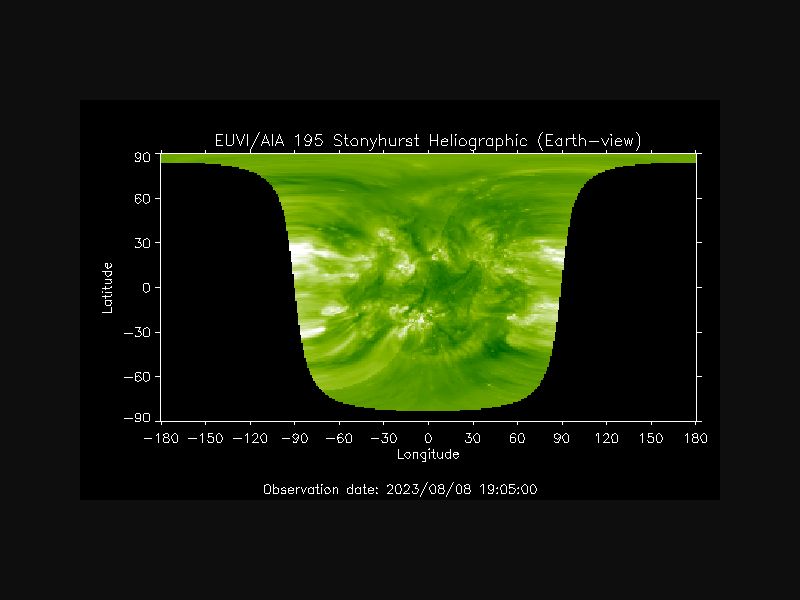 EUVI/AIA 195 Stonyhurst Heliographic (Earth-view)
90
60
30
0
-30
-60
-90
Latitude
-180 -150 -120 -90 -60 -30 0 30 60 90 120 150 180
Longitude
Observation date: 2023/08/08 19:05:00